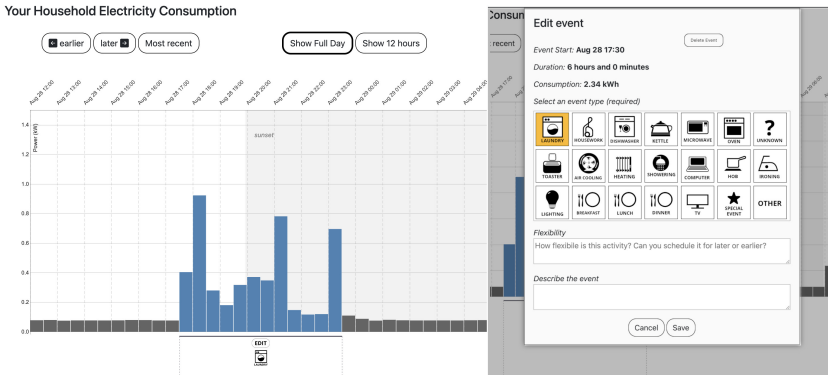 Your Household Electricity Consumption
earlier
later
Most recent
Show Full Day
Show 12 hours
Aug 28 12:00
Aug 28 13:00
Aug 28 14:00
Aug 28 15:00
Aug 28 16:00
Aug 28 17:00
Aug 28 18:00
Aug 28 19:00
Aug 28 20:00
Aug 28 21:00
Aug 28 22:00
Aug 28 23:00
Aug 29 00:00
Aug 29 01:00
Aug 29 02:00
Aug 29 03:00
Aug 29 04:00
Power (kW)
1.4
1.2
1.0
0.8
0.6
0.4
0.2
0.0
sunset
EDIT
LAUNDRY
Consum
recent
Aug 28 17:00
Edit event
Delete Event
Event Start: Aug 28 17:30
Duration: 6 hours and 0 minutes
Consumption: 2.34 kWh
Select an event type (required)
LAUNDRY
HOUSEWORK
DISHWASHER
KETTLE
MICROWAVE
OVEN
?
UNKNOWN
TOASTER
AIR COOLING
HEATING
SHOWERING
COMPUTER
HOB
IRONING
LIGHTING
BREAKFAST
LUNCH
DINNER
TV
SPECIAL
EVENT
OTHER
Flexibility
How flexibile is this activity? Can you schedule it for later or earlier?
Describe the event
Cancel
Save